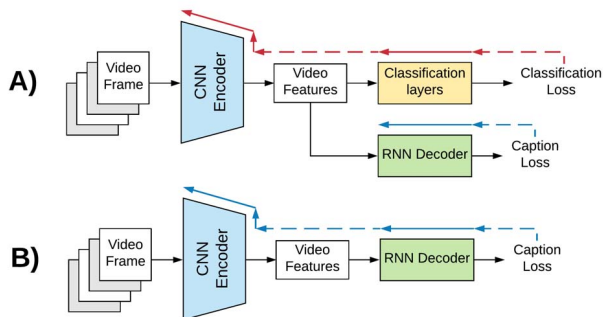 A)
Video
Frame
CNN
Encoder
Video
Features
Classification
layers
Classification
Loss
RNN Decoder
Caption
Loss
B)
Video
Frame
CNN
Encoder
Video
Features
RNN Decoder
Caption
Loss